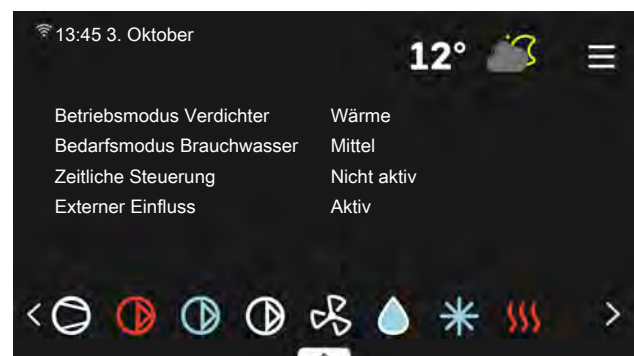 13:45 3. Oktober
12°
Betriebsmodus Verdichter Wärme
Bedarfsmodus Brauchwasser Mittel
Zeitliche Steuerung Nicht aktiv
Externer Einfluss Aktiv